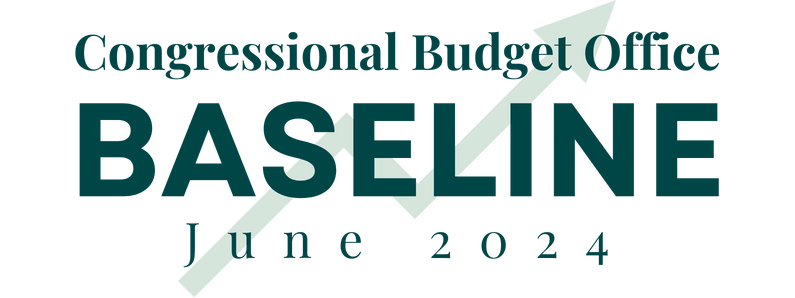 Congressional Budget Office
BASELINE
June 2024